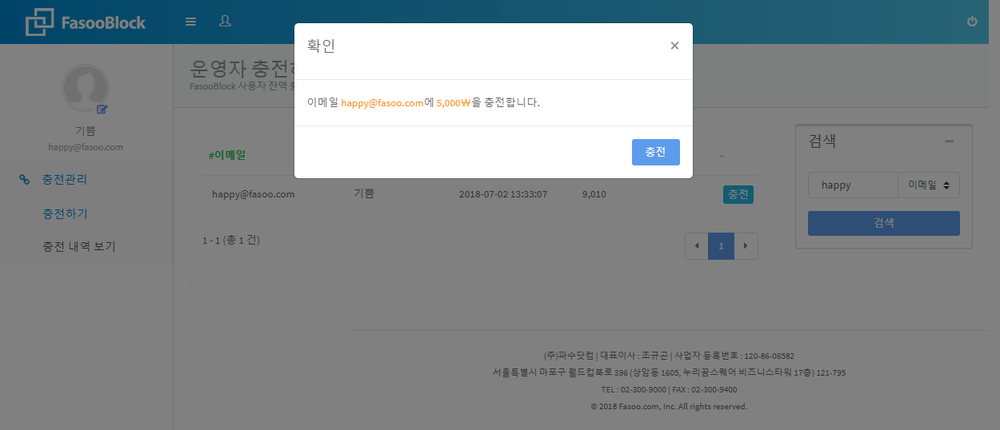 FasooBlock
확인
×
이메일 happy@fasoo.com에 5,000₩을 충전합니다.
충전
운영자 충전하
FasooBlock 사용자 잔액 충
기쁨
happy@fasoo.com
충전관리
충전하기
충전 내역 보기
#이메일 -
happy@fasoo.com 기쁨 2018-07-02 13:33:07 9,010 충전
1 - 1 (총 1 건) 1
검색
happy 이메일
검색
(주)파수닷컴 | 대표이사 : 조규곤 | 사업자 등록번호 : 120-86-06582
서울특별시 마포구 월드컵북로 396 (상암동 1605, 누리꿈스퀘어 비즈니스타워 17층) 121-795
TEL : 02-300-9000 | FAX : 02-300-9400
© 2018 Fasoo.com, Inc. All rights reserved.